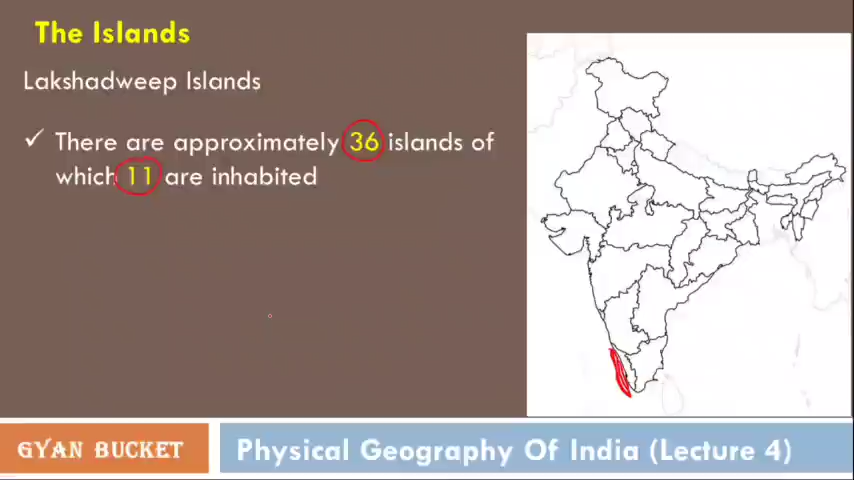 The Islands
Lakshadweep Islands
✓ There are approximately 36 islands of
which 11 are inhabited
GYAN BUCKET
Physical Geography Of India (Lecture 4)